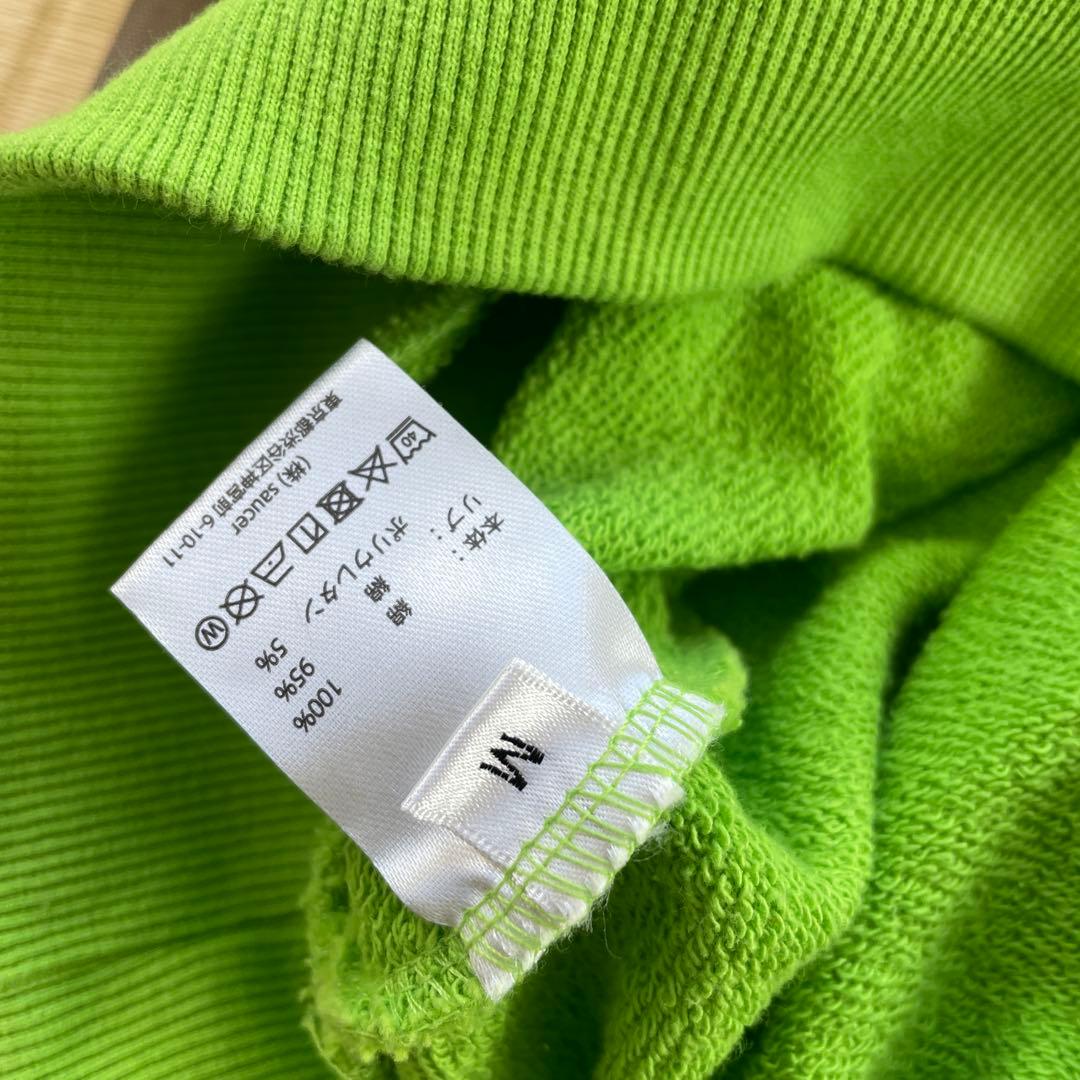 M
本体: 綿 100%
リブ: 綿 95%
ポリウレタン 5%
40
W
(株) saucer
東京都渋谷区神宮前 6-10-11